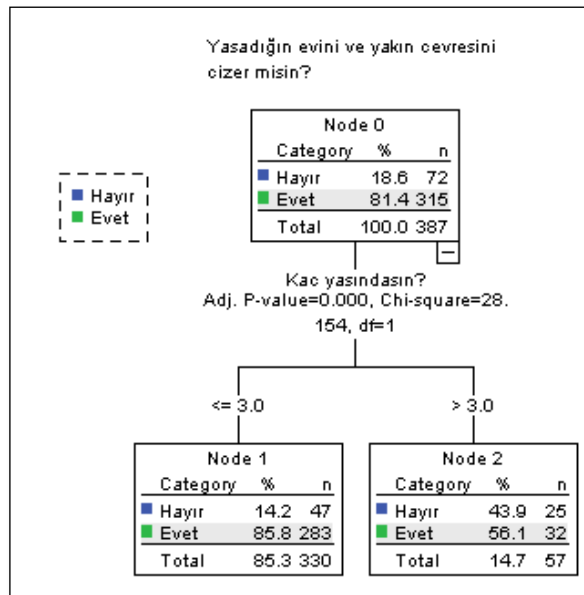 Yasadığın evini ve yakın cevresini
cizer misin?
Hayır
Evet
Node 0
Category % n
Hayır 18.6 72
Evet 81.4 315
Total 100.0 387
Kac yasındasın?
Adj. P-value=0.000, Chi-square=28.
154, df=1
<= 3.0
> 3.0
Node 1
Category % n
Hayır 14.2 47
Evet 85.8 283
Total 85.3 330
Node 2
Category % n
Hayır 43.9 25
Evet 56.1 32
Total 14.7 57